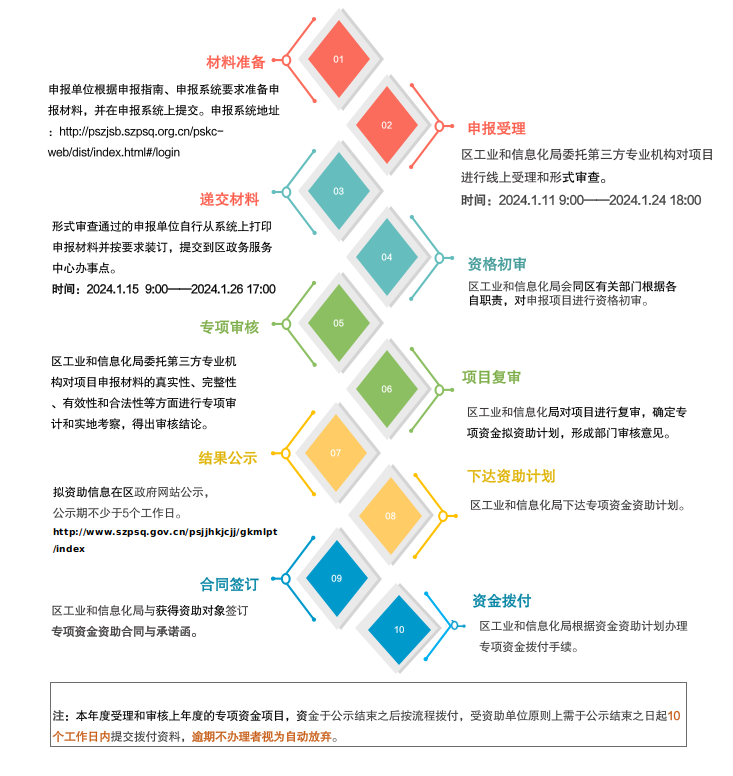 01
材料准备
申报单位根据申报指南、申报系统要求准备申
报材料，并在申报系统上提交。申报系统地址
：http://pszjsb.szpsq.org.cn/pskc-
web/dist/index.html#/login
02
申报受理
区工业和信息化局委托第三方专业机构对项目
进行线上受理和形式审查。
时间：2024.1.11 9:00——2024.1.24 18:00
03
递交材料
形式审查通过的申报单位自行从系统上打印
申报材料并按要求装订，提交到区政务服务
中心办事点。
时间：2024.1.15 9:00——2024.1.26 17:00
04
资格初审
区工业和信息化局会同区有关部门根据各
自职责，对申报项目进行资格初审。
05
专项审核
区工业和信息化局委托第三方专业机
构对项目申报材料的真实性、完整性
、有效性和合法性等方面进行专项审
计和实地考察，得出审核结论。
06
项目复审
区工业和信息化局对项目进行复审，确定专
项资金拟资助计划，形成部门审核意见。
07
结果公示
拟资助信息在区政府网站公示，
公示期不少于5个工作日。
http://www.szpsq.gov.cn/psjjhkjcjj/gkmlpt
/index
08
下达资助计划
区工业和信息化局下达专项资金资助计划。
09
合同签订
区工业和信息化局与获得资助对象签订
专项资金资助合同与承诺函。
10
资金拨付
区工业和信息化局根据资金资助计划办理
专项资金拨付手续。
注：本年度受理和审核上年度的专项资金项目，资金于公示结束之后按流程拨付，受资助单位原则上需于公示结束之日起10
个工作日内提交拨付资料，逾期不办理者视为自动放弃。